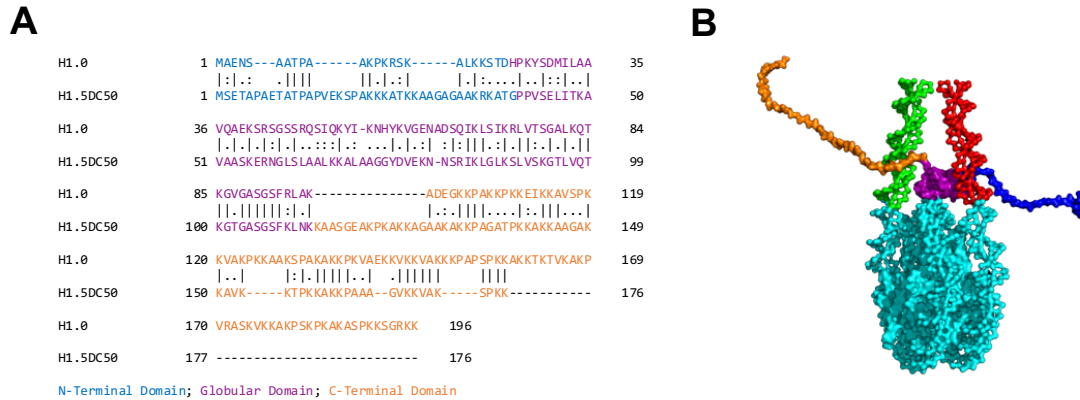 A
B
H1.0 1 MAENS---AATPA------AKPKRSK------ALKKSTDHPKYSDMILAA 35
|:|.:   .||||      ||.|.:|      |.|:....|..|::|..|
H1.5DC50 1 MSETAPAETATPAPVEKSPAKKKATKKAAGAGAAKRKATGPPVSELITKA 50
H1.0 36 VQAEKSRSGSSRQSIQKYI-KNHYKVGENADSQIKLSIKRLVTSGALKQT 84
|.|.|.|:|.|..:::|.: ...|.|.:| :|:|||.:|.||:.|.|.||
H1.5DC50 51 VAASKERNGLSLAALKKALAAGGYDVEKN-NSRIKLGLKSLVSKGTLVQT 99
H1.0 85 KGVGASGSFRLAK---------------ADEGKKPAKKPKKEIKKAVSPK 119
||.||||||:|.|               |.:.||||....|:.|||...|
H1.5DC50 100 KGTGASGSFKLNKKAASGEAKPKAKKAGAAKAKKPAGATPKKAKKAAGAK 149
H1.0 120 KVAKPKKAAKSPAKAKKPKVAEKKVKKVAKKKPAPSPKKAKKTKTVKAKP 169
|..|     |:|.|||||..|  .||||||     ||||
H1.5DC50 150 KAVK-----KTPKKAKKPAAA--GVKKVAK-----SPKK----------- 176
H1.0 170 VRASKVKKAKPSKPKAKASPKKSGRKK 196
H1.5DC50 177 --------------------------- 176
N-Terminal Domain; Globular Domain; C-Terminal Domain